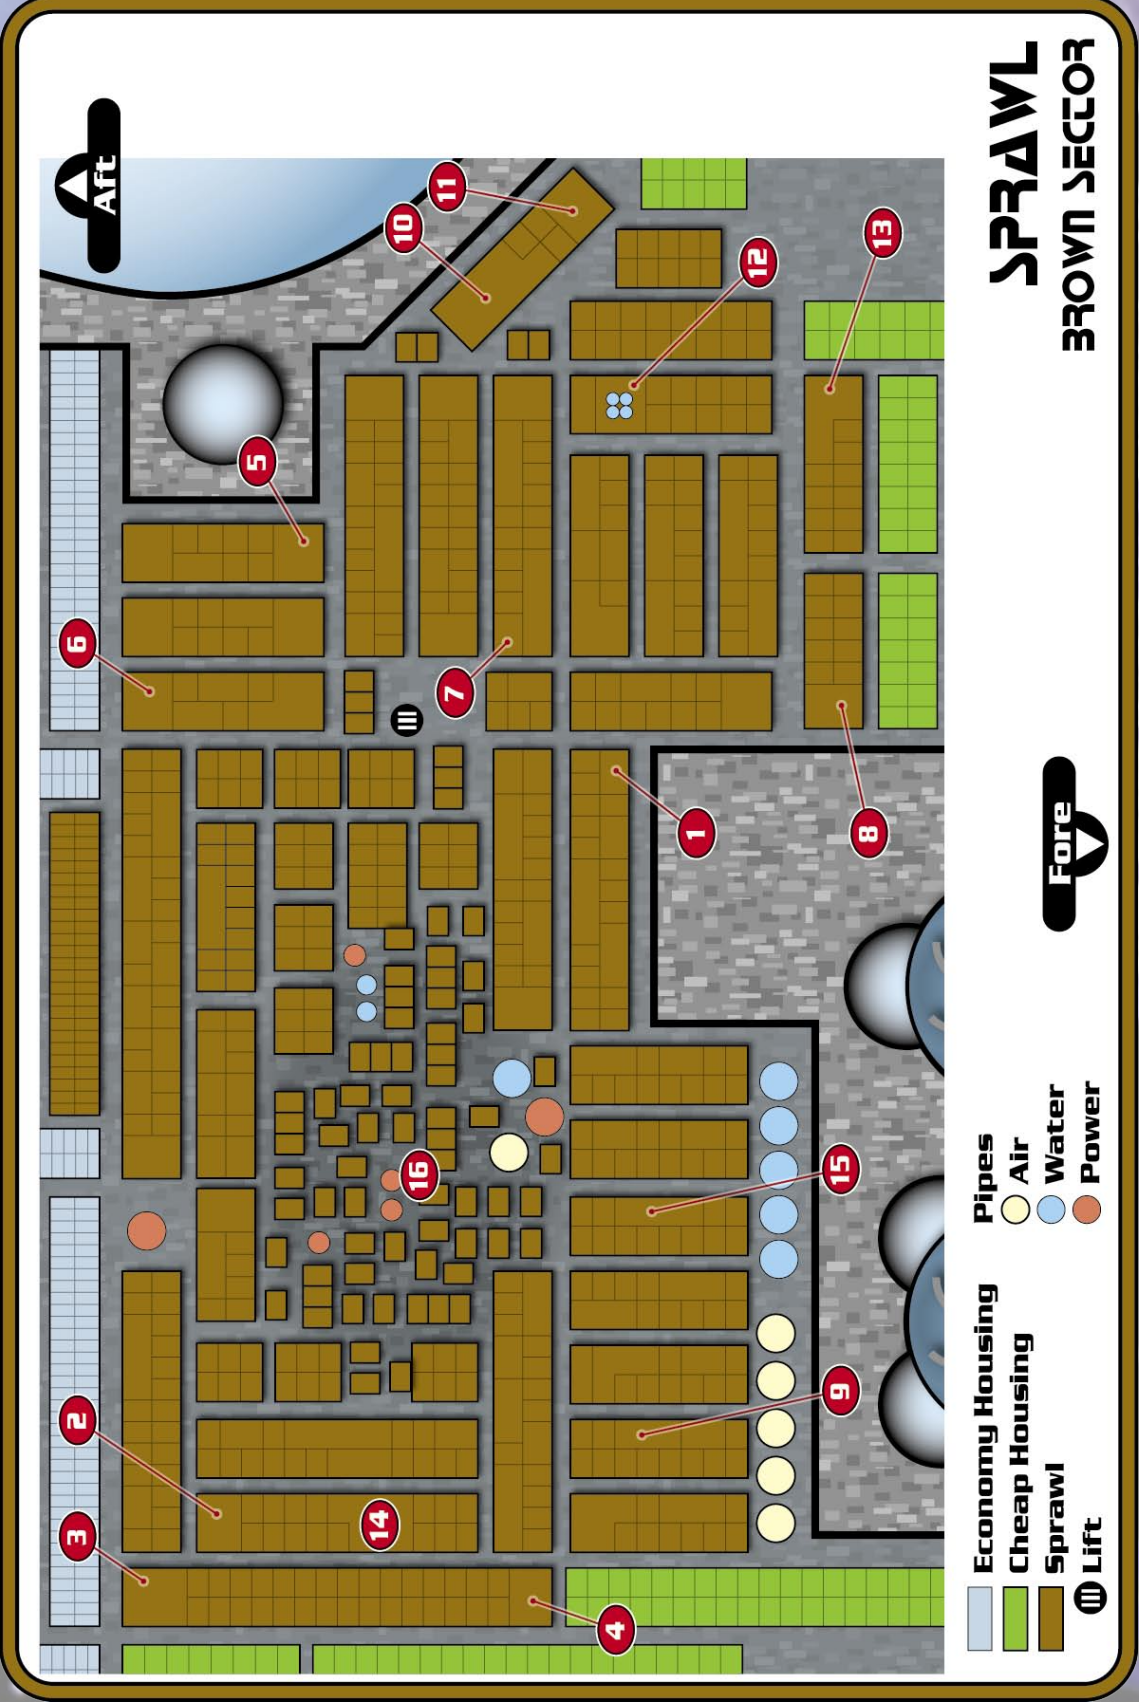 SPRAWL
BROWN SECTOR
Aft
Fore
1
2
3
4
5
6
7
8
9
10
11
12
13
14
15
16
Economy Housing
Cheap Housing
Sprawl
Lift
Pipes
Air
Water
Power